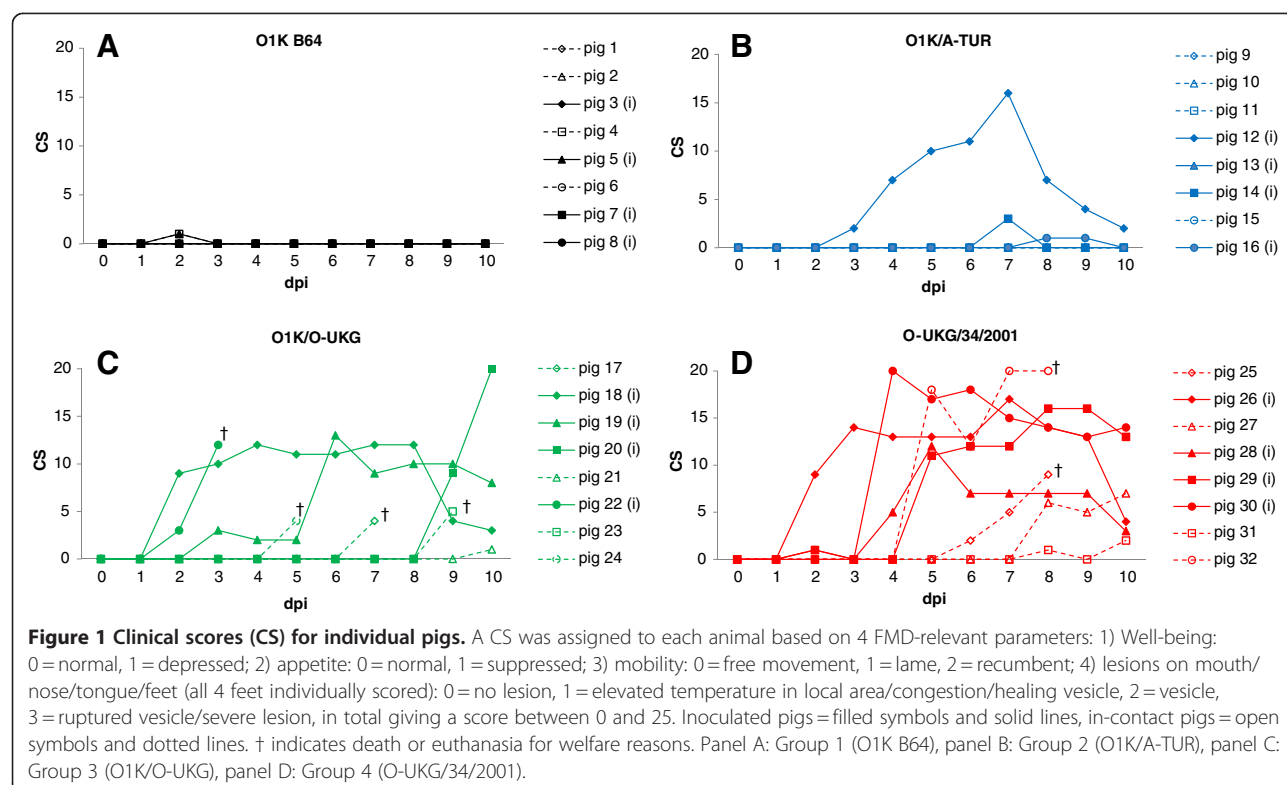 A
O1K B64
20
15
10
5
0
CS
0 1 2 3 4 5 6 7 8 9 10
dpi
pig 1
pig 2
pig 3 (i)
pig 4
pig 5 (i)
pig 6
pig 7 (i)
pig 8 (i)
B
O1K/A-TUR
20
15
10
5
0
CS
0 1 2 3 4 5 6 7 8 9 10
dpi
pig 9
pig 10
pig 11
pig 12 (i)
pig 13 (i)
pig 14 (i)
pig 15
pig 16 (i)
C
O1K/O-UKG
20
15
10
5
0
CS
†
†
†
†
0 1 2 3 4 5 6 7 8 9 10
dpi
pig 17
pig 18 (i)
pig 19 (i)
pig 20 (i)
pig 21
pig 22 (i)
pig 23
pig 24
D
O-UKG/34/2001
20
15
10
5
0
CS
†
†
0 1 2 3 4 5 6 7 8 9 10
dpi
pig 25
pig 26 (i)
pig 27
pig 28 (i)
pig 29 (i)
pig 30 (i)
pig 31
pig 32
Figure 1 Clinical scores (CS) for individual pigs. A CS was assigned to each animal based on 4 FMD-relevant parameters: 1) Well-being:
0 = normal, 1 = depressed; 2) appetite: 0 = normal, 1 = suppressed; 3) mobility: 0 = free movement, 1 = lame, 2 = recumbent; 4) lesions on mouth/
nose/tongue/feet (all 4 feet individually scored): 0 = no lesion, 1 = elevated temperature in local area/congestion/healing vesicle, 2 = vesicle,
3 = ruptured vesicle/severe lesion, in total giving a score between 0 and 25. Inoculated pigs = filled symbols and solid lines, in-contact pigs = open
symbols and dotted lines. † indicates death or euthanasia for welfare reasons. Panel A: Group 1 (O1K B64), panel B: Group 2 (O1K/A-TUR), panel C:
Group 3 (O1K/O-UKG), panel D: Group 4 (O-UKG/34/2001).